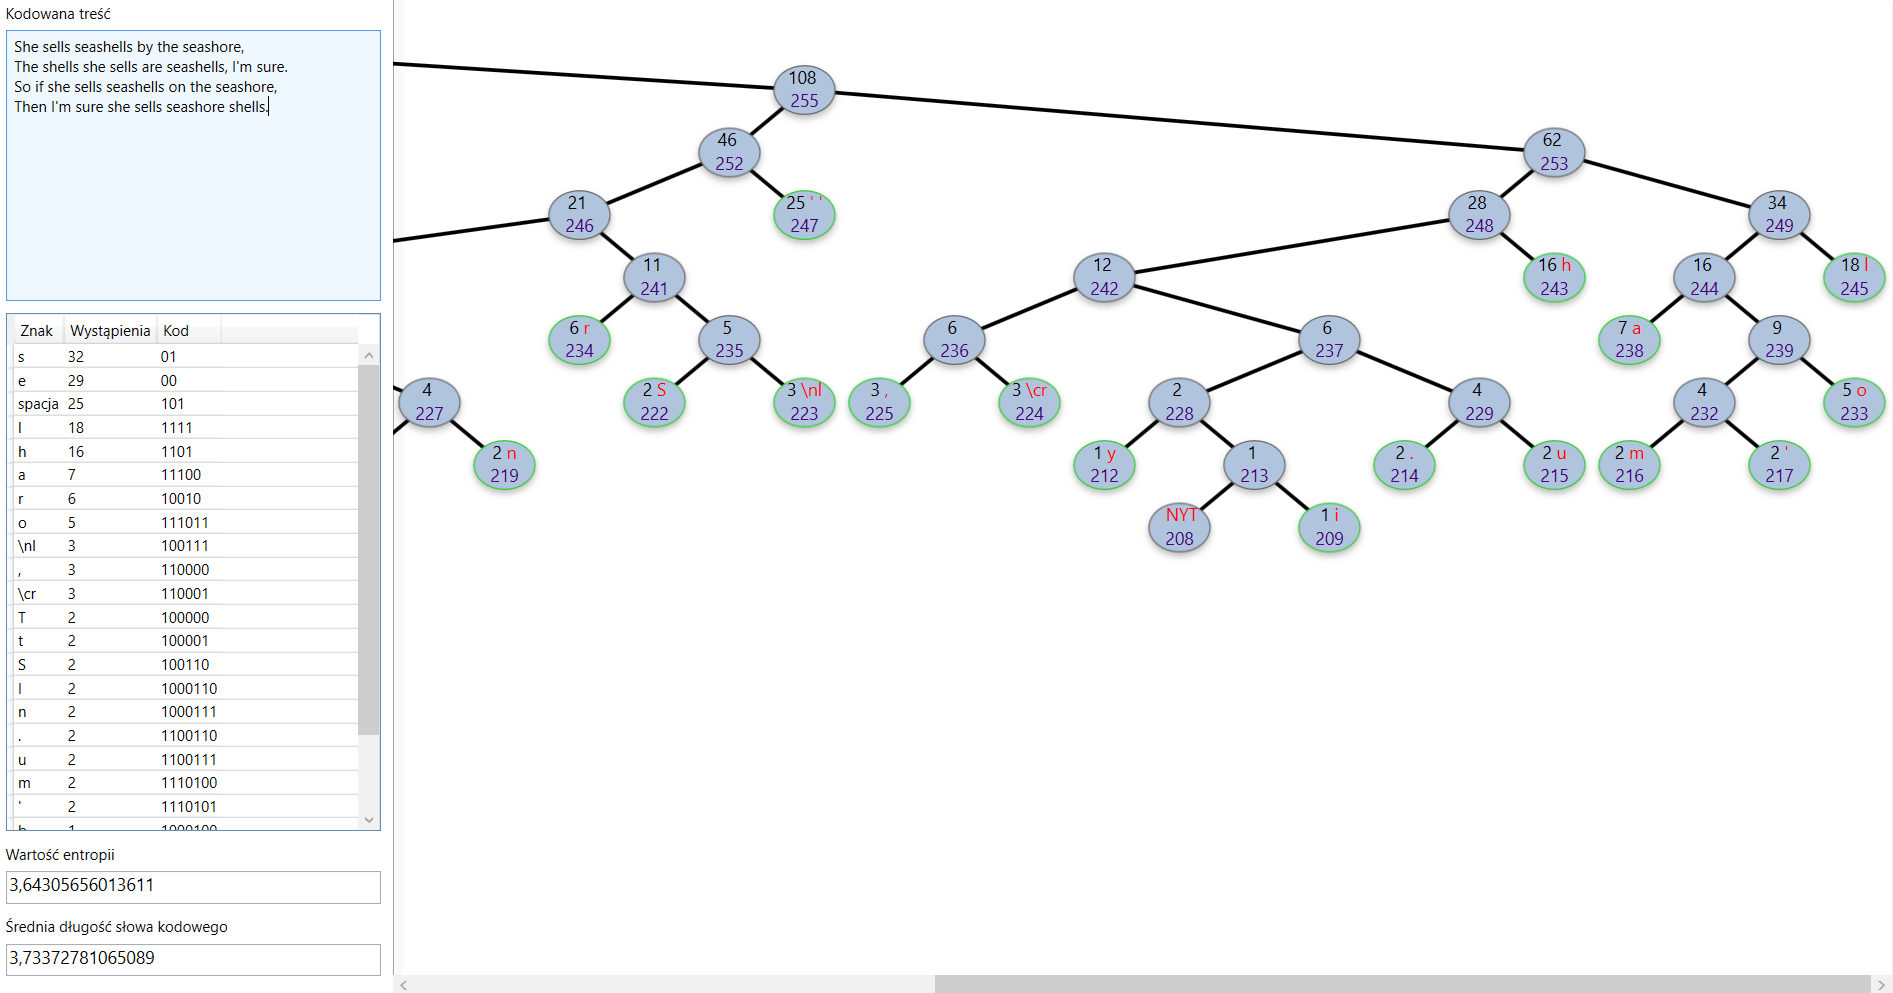 Kodowana treść
She sells seashells by the seashore,
The shells she sells are seashells, I'm sure.
So if she sells seashells on the seashore,
Then I'm sure she sells seashore shells.
Znak Wystąpienia Kod
s 32 01
e 29 00
spacja 25 101
l 18 1111
h 16 1101
a 7 11100
r 6 10010
o 5 111011
\nl 3 100111
, 3 110000
\cr 3 110001
T 2 100000
t 2 100001
S 2 100110
I 2 1000110
n 2 1000111
. 2 1100110
u 2 1100111
m 2 1110100
' 2 1110101
b 1 1000100
Wartość entropii
3,64305656013611
Średnia długość słowa kodowego
3,73372781065089
108
255
46
252
62
253
21
246
25 ' '
247
28
248
34
249
11
241
12
242
16 h
243
16
244
18 l
245
6 r
234
5
235
6
236
6
237
7 a
238
9
239
4
227
2 S
222
3 \nl
223
3 ,
225
3 \cr
224
2
228
4
229
4
232
5 o
233
2 n
219
1 y
212
1
213
2 .
214
2 u
215
2 m
216
2 '
217
NYT
208
1 i
209